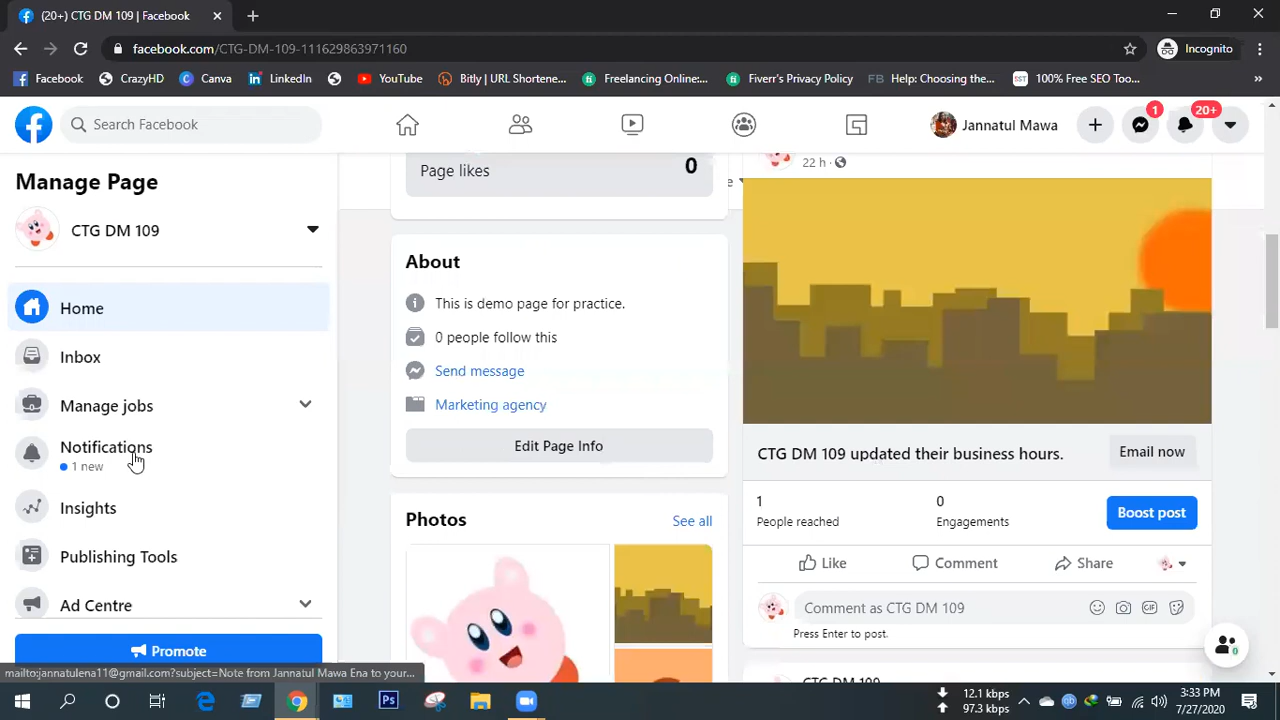 (20+) CTG DM 109 | Facebook
facebook.com/CTG-DM-109-111629863971160
Incognito
Facebook
CrazyHD
Canva
LinkedIn
YouTube
Bitly | URL Shortene...
Freelancing Online:...
Fiverr's Privacy Policy
FB Help: Choosing the...
SST 100% Free SEO Too...
»
Search Facebook
Jannatul Mawa
1
20+
Manage Page
CTG DM 109
Home
Inbox
Manage jobs
Notifications
1 new
Insights
Publishing Tools
Ad Centre
Promote
Page likes
0
About
This is demo page for practice.
0 people follow this
Send message
Marketing agency
Edit Page Info
Photos
See all
22 h ·
CTG DM 109 updated their business hours.
Email now
1
People reached
0
Engagements
Boost post
Like
Comment
Share
Comment as CTG DM 109
GIF
Press Enter to post.
0
mailto:jannatulena11@gmail.com?subject=Note from Jannatul Mawa Ena to your...
Ps
qb
12.1 kbps
97.3 kbps
3:33 PM
7/27/2020